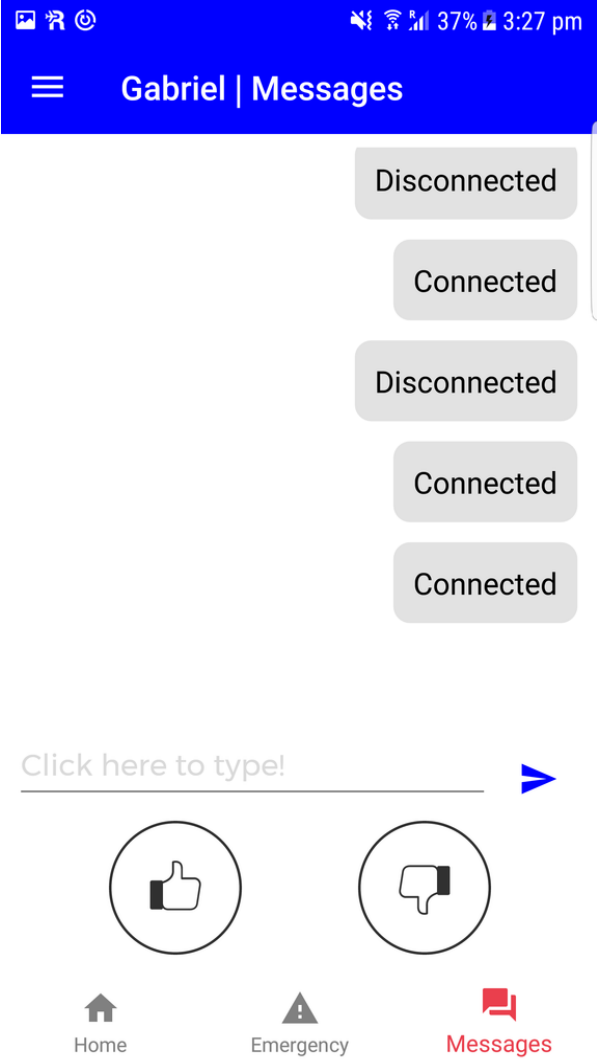 37% 3:27 pm
Gabriel | Messages
Disconnected
Connected
Disconnected
Connected
Connected
Click here to type!
Home Emergency Messages